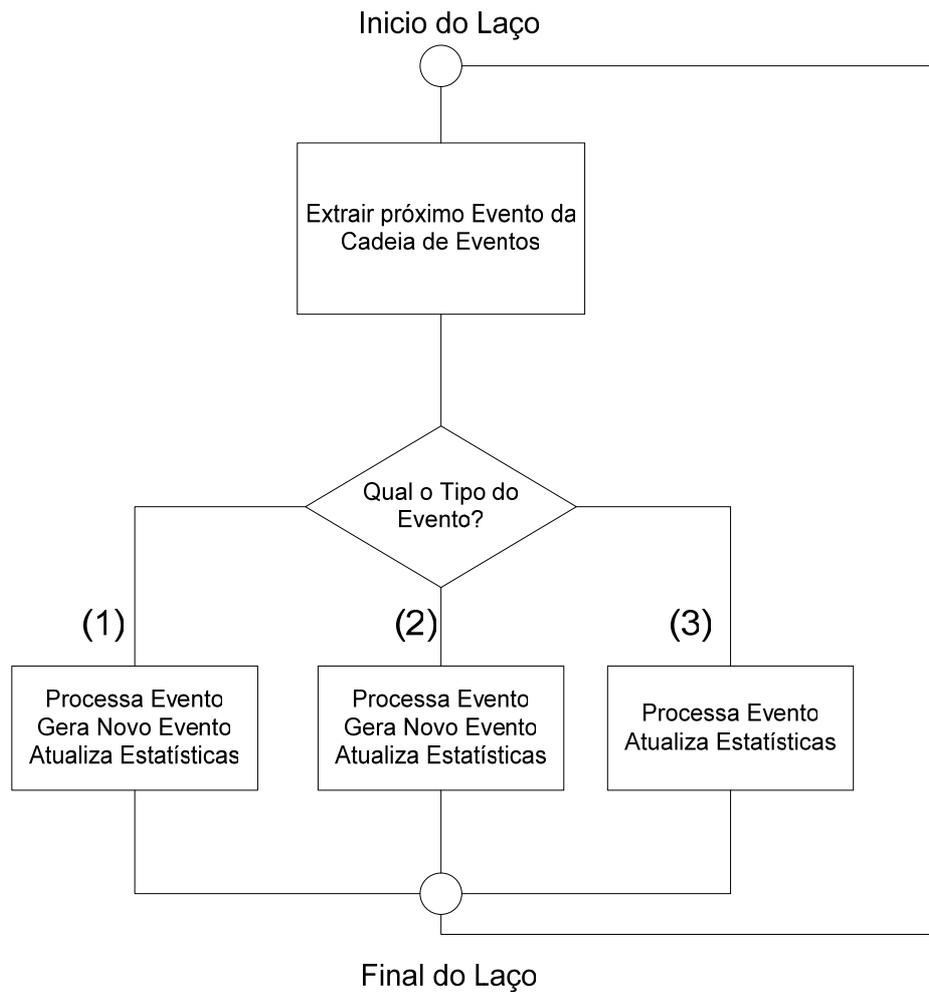 Inicio do Laço
Extrair próximo Evento da
Cadeia de Eventos
Qual o Tipo do
Evento?
(1)
(2)
(3)
Processa Evento
Gera Novo Evento
Atualiza Estatísticas
Processa Evento
Gera Novo Evento
Atualiza Estatísticas
Processa Evento
Atualiza Estatísticas
Final do Laço